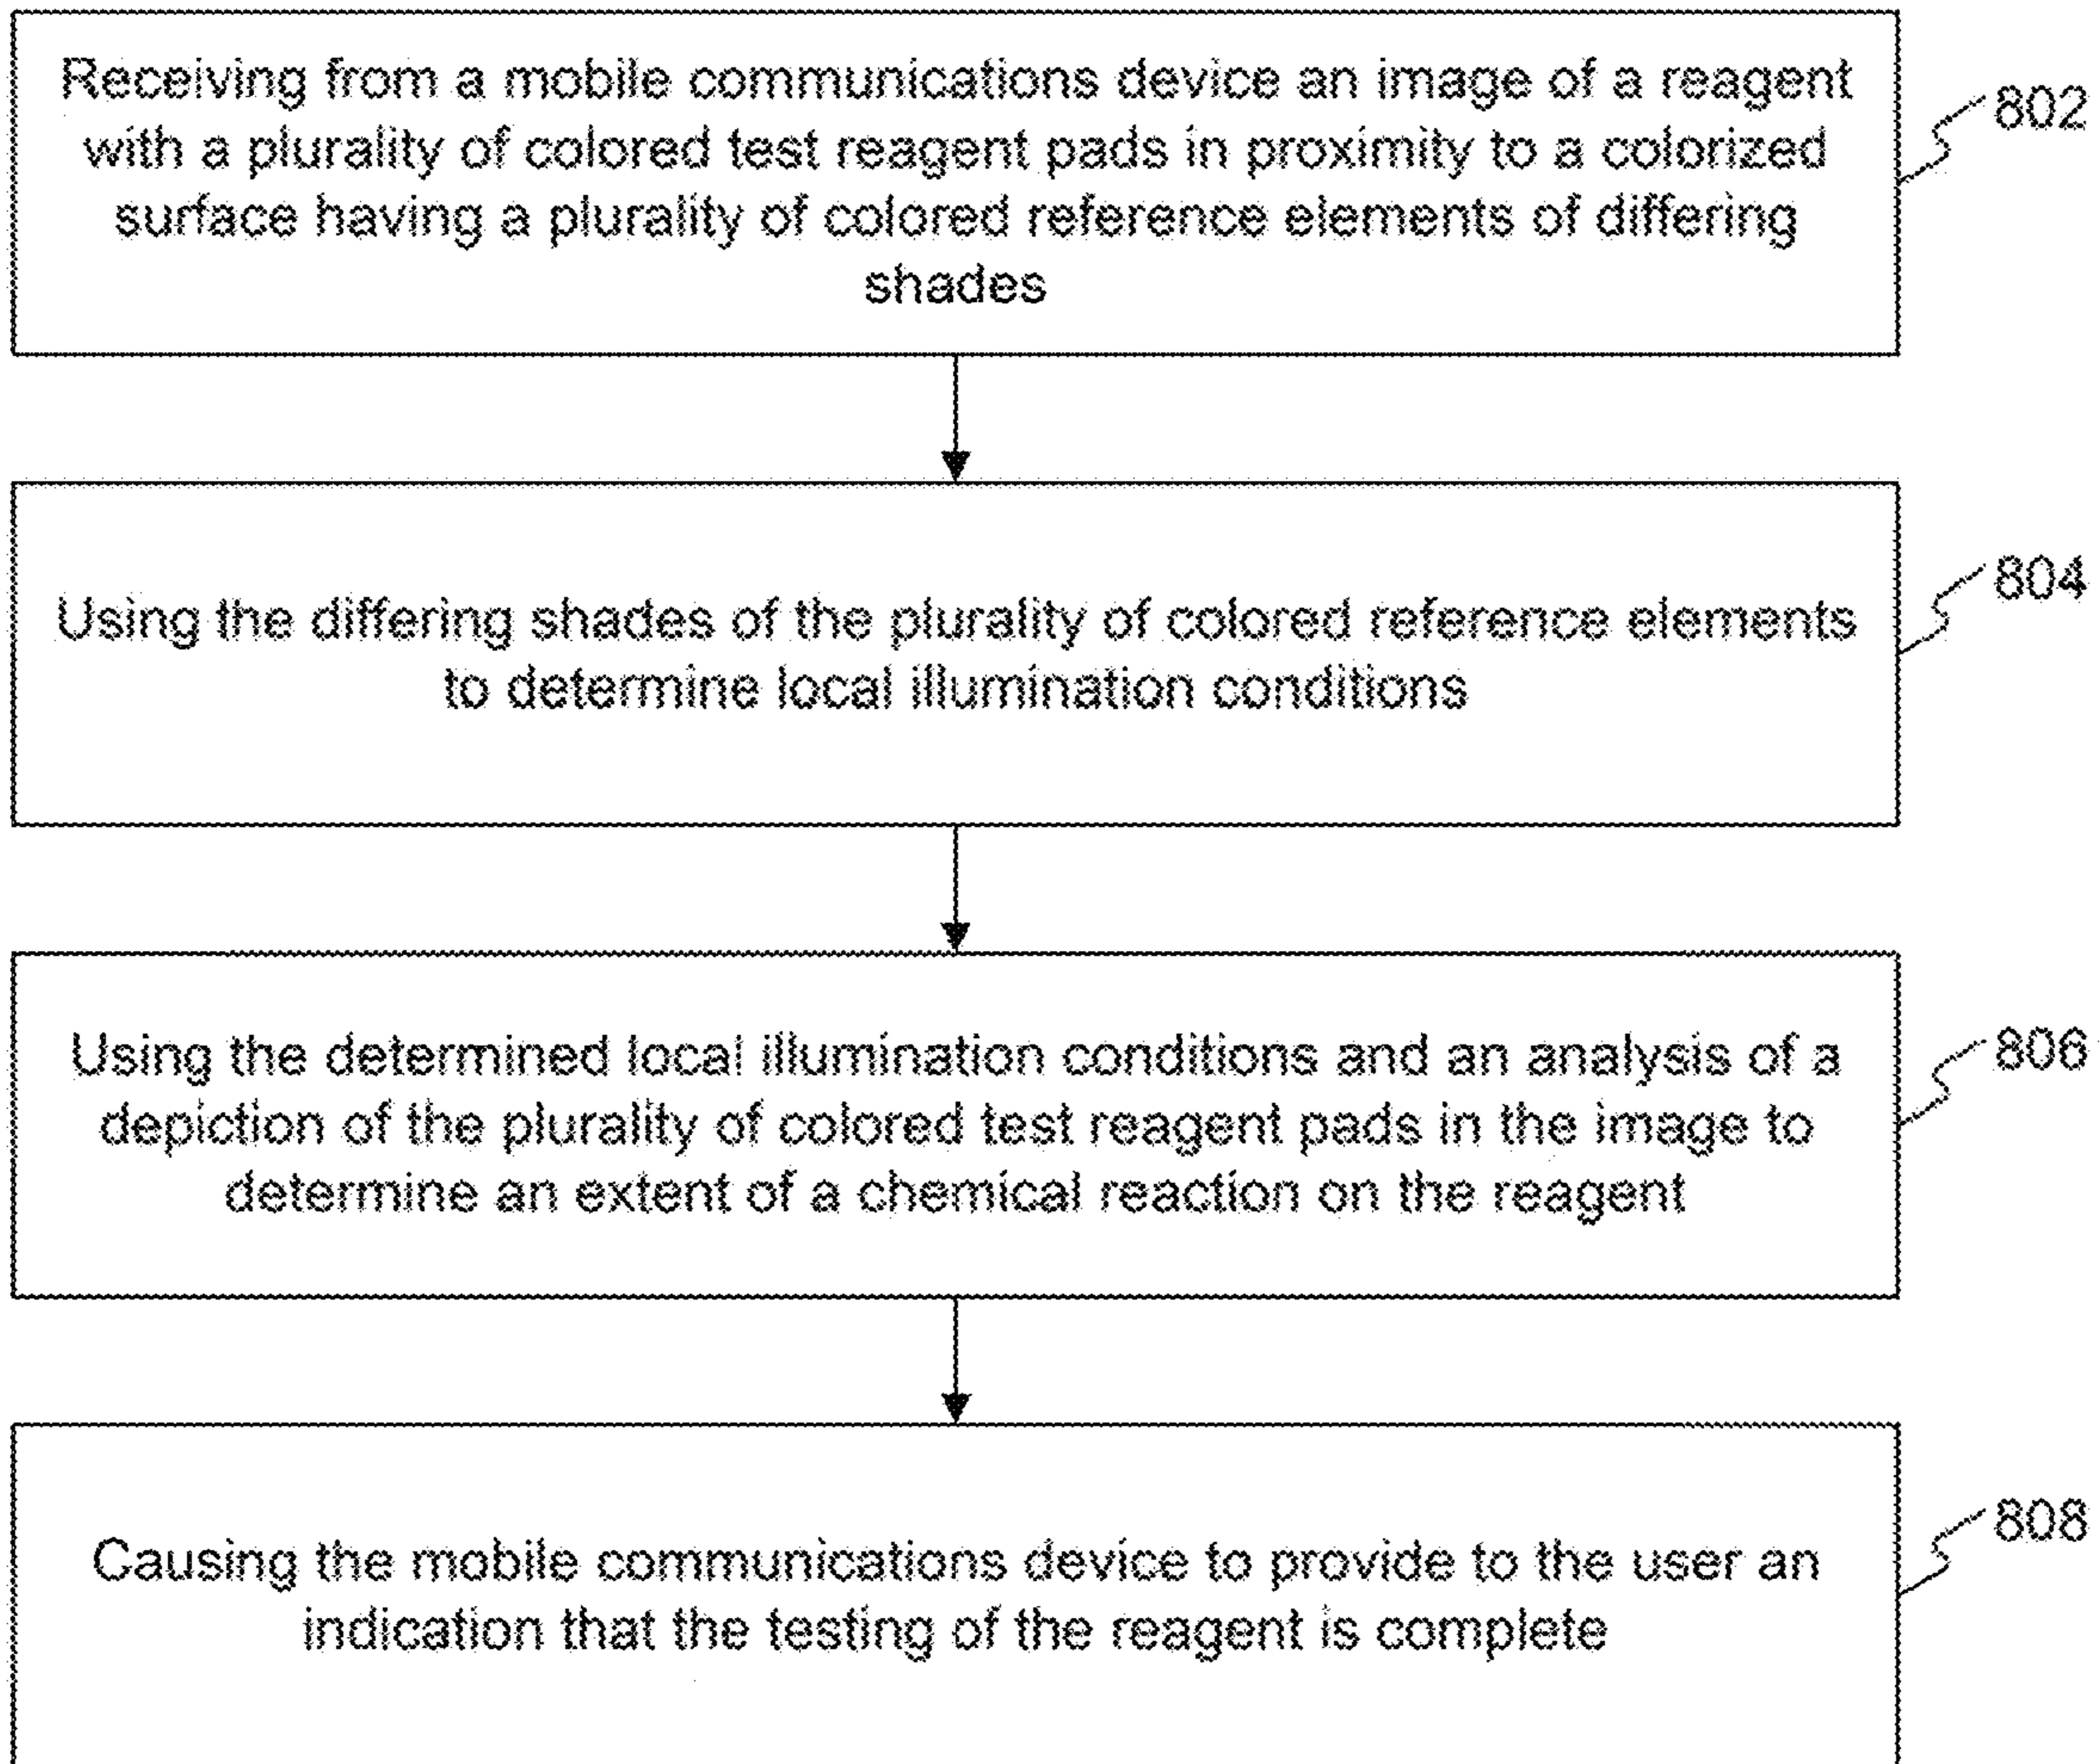 Receiving from a mobile communications device an image of a reagent
with a plurality of colored test reagent pads in proximity to a colorized
surface having a plurality of colored reference elements of differing
shades
802
Using the differing shades of the plurality of colored reference elements
to determine local illumination conditions
804
Using the determined local illumination conditions and an analysis of a
depiction of the plurality of colored test reagent pads in the image to
determine an extent of a chemical reaction on the reagent
806
Causing the mobile communications device to provide to the user an
indication that the testing of the reagent is complete
808